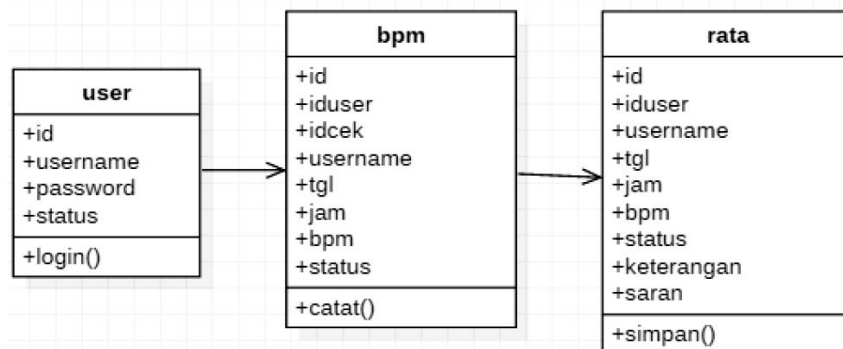 user
+id
+username
+password
+status
+login()
bpm
+id
+iduser
+idcek
+username
+tgl
+jam
+bpm
+status
+catat()
rata
+id
+iduser
+username
+tgl
+jam
+bpm
+status
+keterangan
+saran
+simpan()